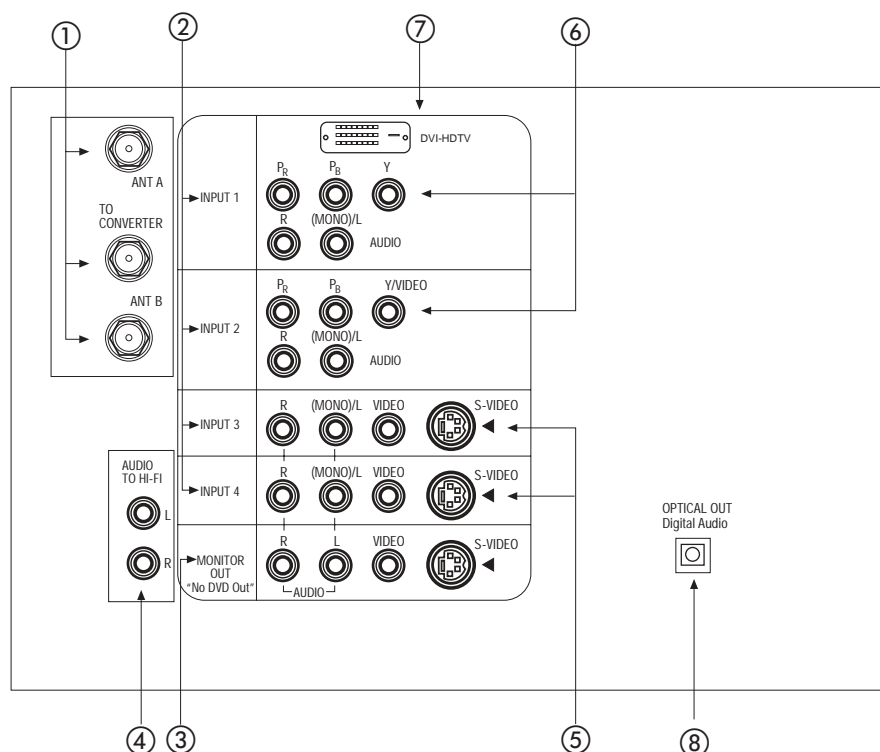 ① ② ⑦ ⑥
ANT A
TO
CONVERTER
ANT B
INPUT 1
DVI-HDTV
PR PB Y
R (MONO)/L AUDIO
INPUT 2
PR PB Y/VIDEO
R (MONO)/L AUDIO
INPUT 3
R (MONO)/L VIDEO S-VIDEO
INPUT 4
R (MONO)/L VIDEO S-VIDEO
MONITOR
OUT
“No DVD Out”
R L VIDEO S-VIDEO
AUDIO
AUDIO
TO HI-FI
L
R
OPTICAL OUT
Digital Audio
④ ③ ⑤ ⑧